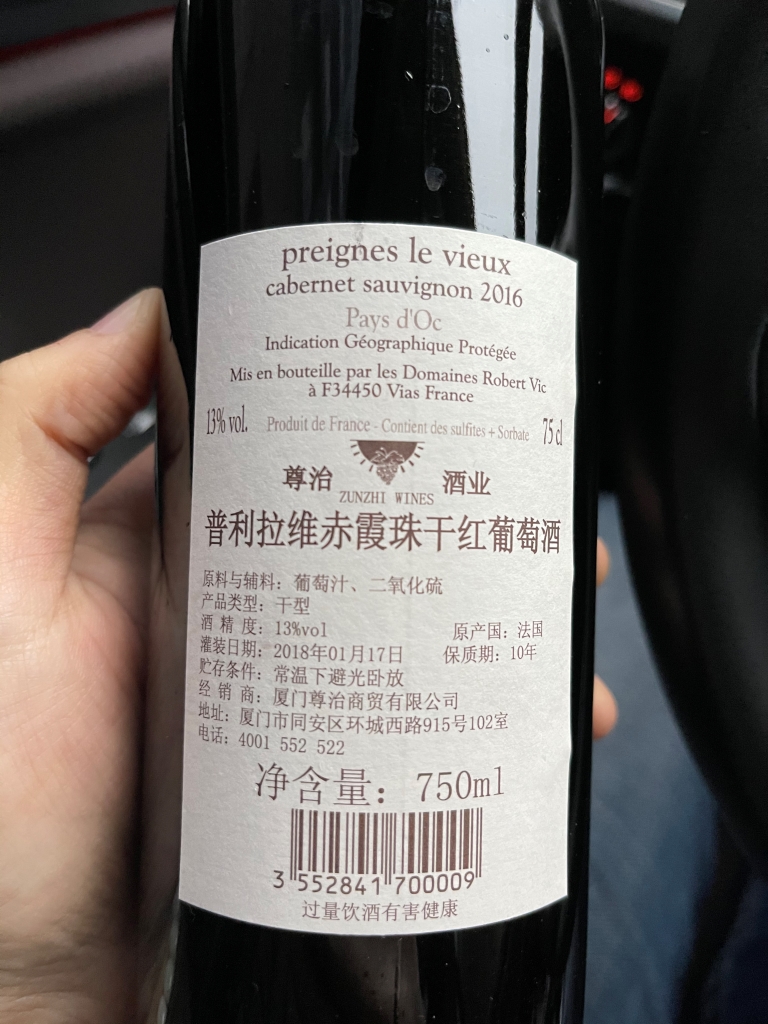 preignes le vieux
cabernet sauvignon 2016
Pays d'Oc
Indication Géographique Protégée
Mis en bouteille par les Domaines Robert Vic
à F34450 Vias France
13% vol. Produit de France - Contient des sulfites + Sorbate 75 cl
尊治 酒业
ZUNZHI WINES
普利拉维赤霞珠干红葡萄酒
原料与辅料：葡萄汁、二氧化硫
产品类型：干型
酒 精 度：13%vol 原产国：法国
灌装日期：2018年01月17日 保质期：10年
贮存条件：常温下避光卧放
经 销 商：厦门尊治商贸有限公司
地址：厦门市同安区环城西路915号102室
电话：4001 552 522
净含量：750ml
3 552841 700009
过量饮酒有害健康